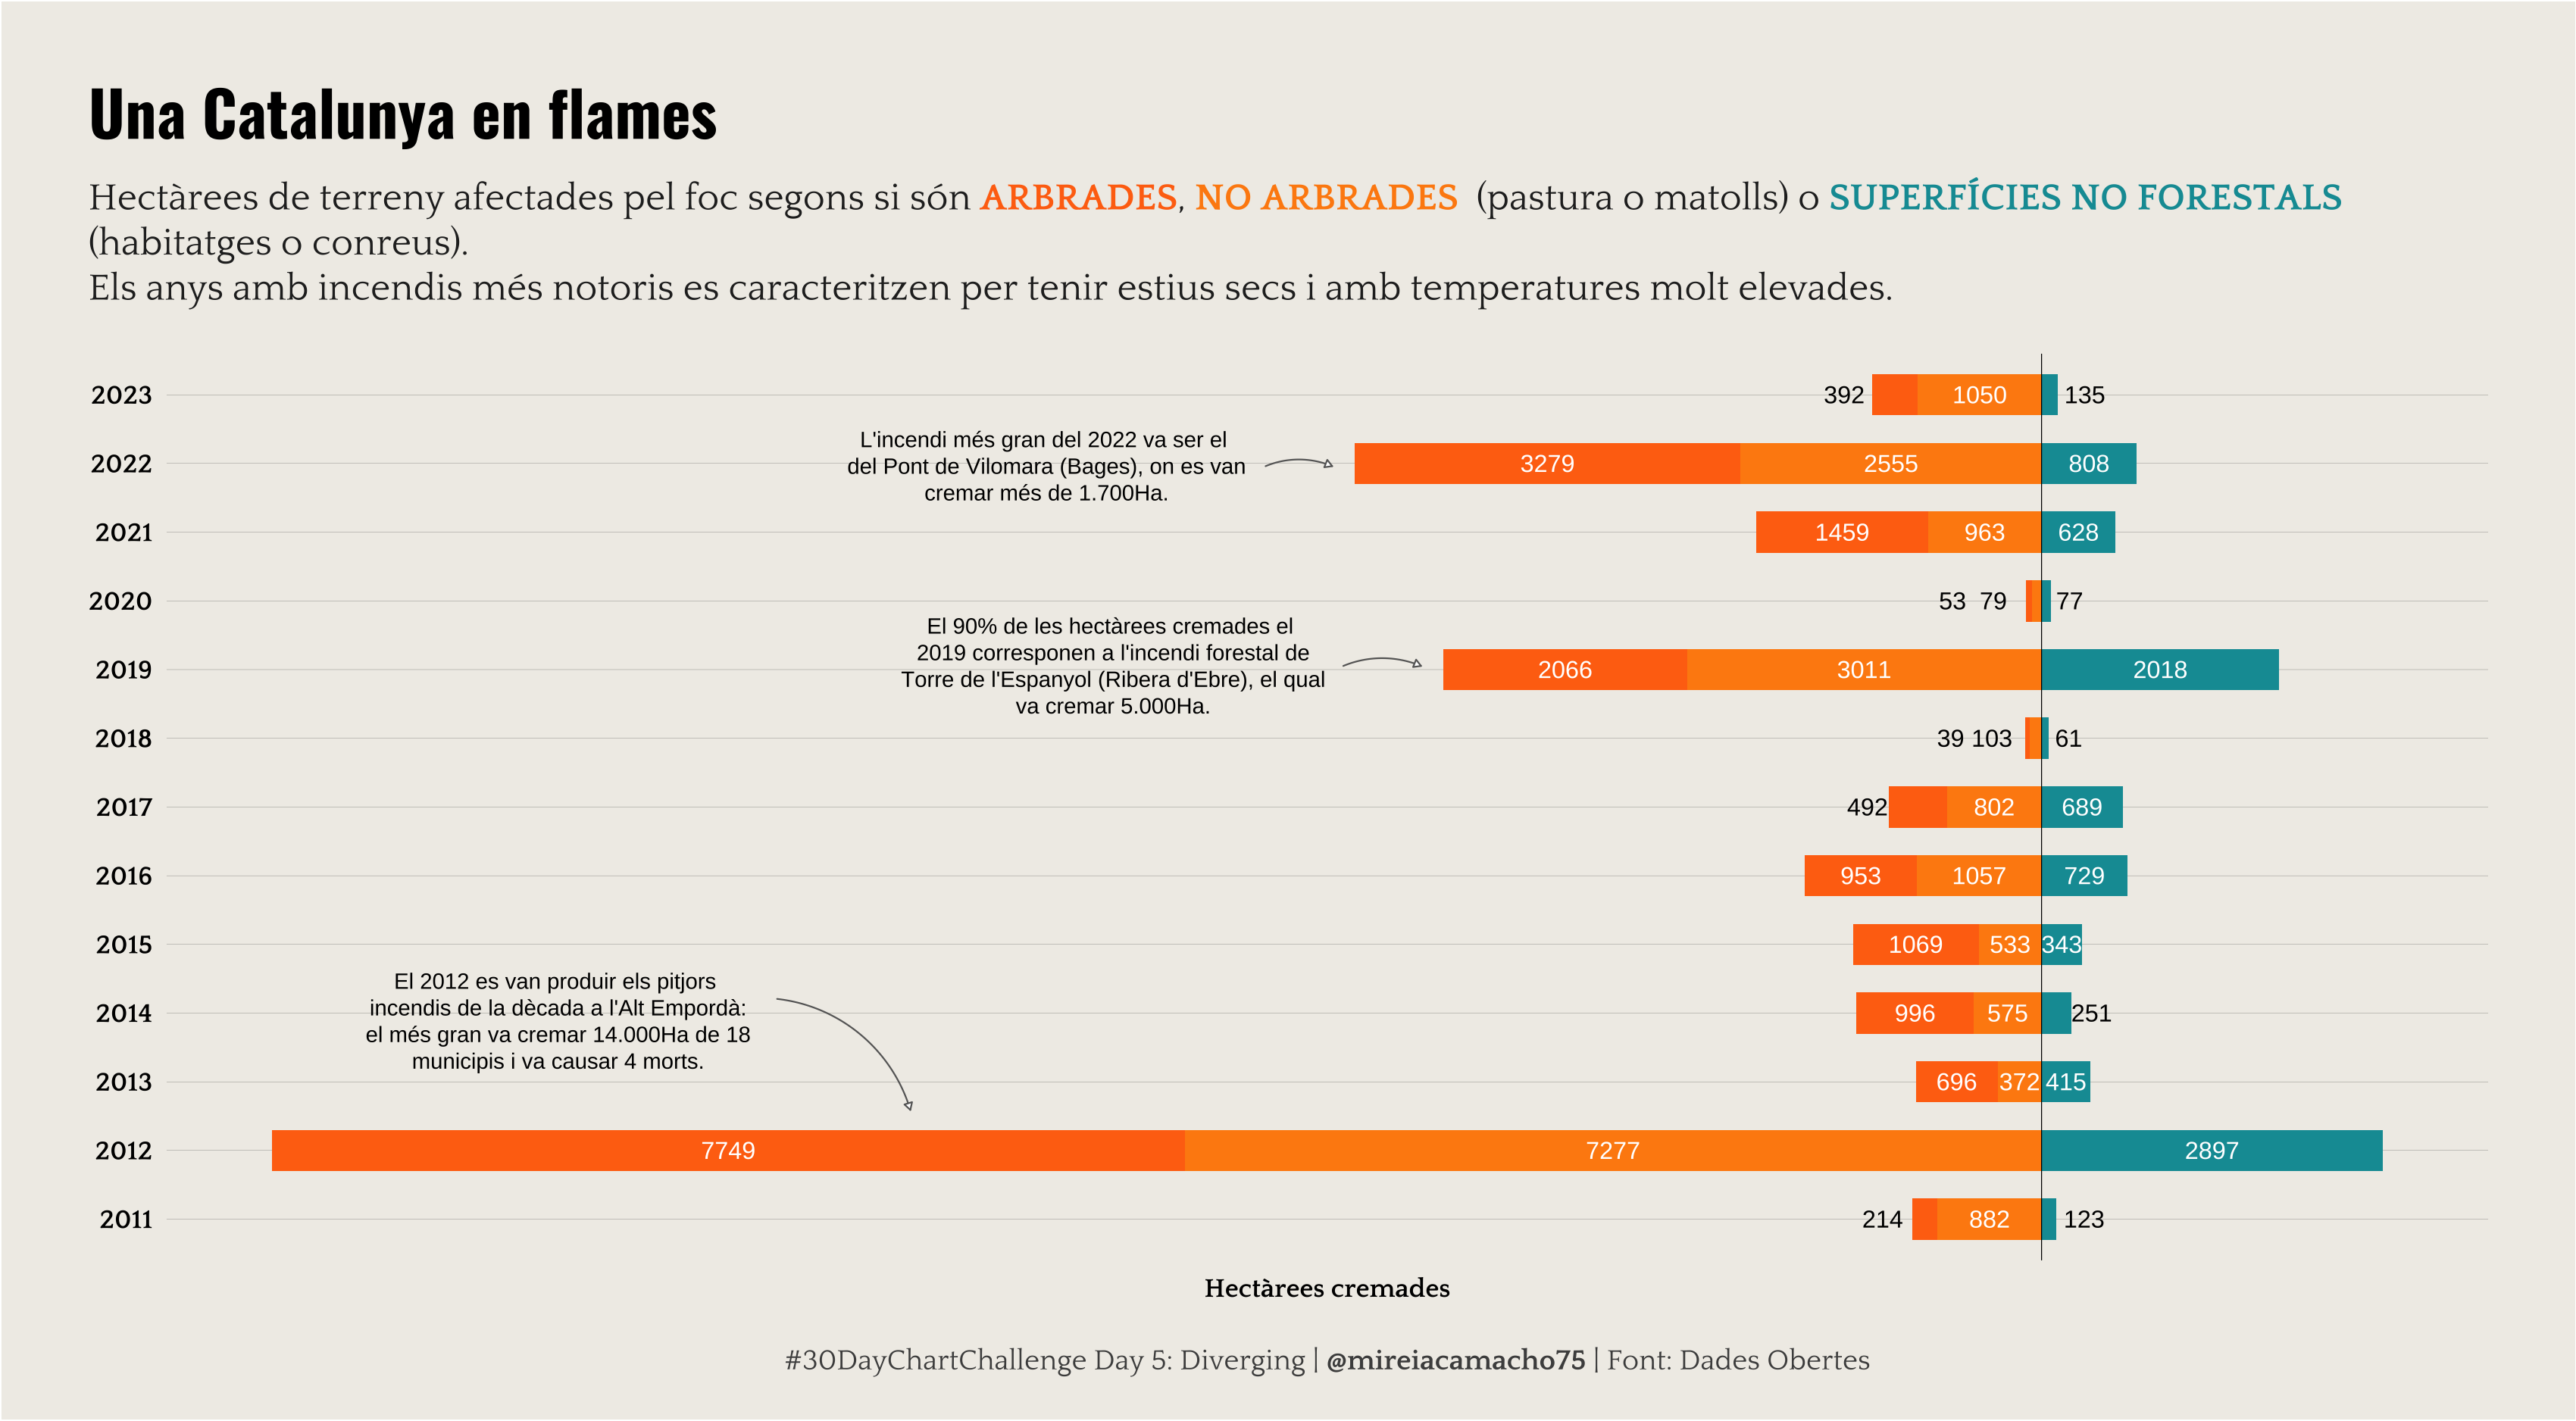 Una Catalunya en flames
Hectàrees de terreny afectades pel foc segons si són ARBRADES, NO ARBRADES (pastura o matolls) o SUPERFÍCIES NO FORESTALS
(habitatges o conreus).
Els anys amb incendis més notoris es caracteritzen per tenir estius secs i amb temperatures molt elevades.
2023 392 1050 135
L'incendi més gran del 2022 va ser el
del Pont de Vilomara (Bages), on es van
cremar més de 1.700Ha.
2022 3279 2555 808
2021 1459 963 628
2020 53 79 77
El 90% de les hectàrees cremades el
2019 corresponen a l'incendi forestal de
Torre de l'Espanyol (Ribera d'Ebre), el qual
va cremar 5.000Ha.
2019 2066 3011 2018
2018 39 103 61
2017 492 802 689
2016 953 1057 729
2015 1069 533 343
El 2012 es van produir els pitjors
incendis de la dècada a l'Alt Empordà:
el més gran va cremar 14.000Ha de 18
municipis i va causar 4 morts.
2014 996 575 251
2013 696 372 415
2012 7749 7277 2897
2011 214 882 123
Hectàrees cremades
#30DayChartChallenge Day 5: Diverging | @mireiacamacho75 | Font: Dades Obertes